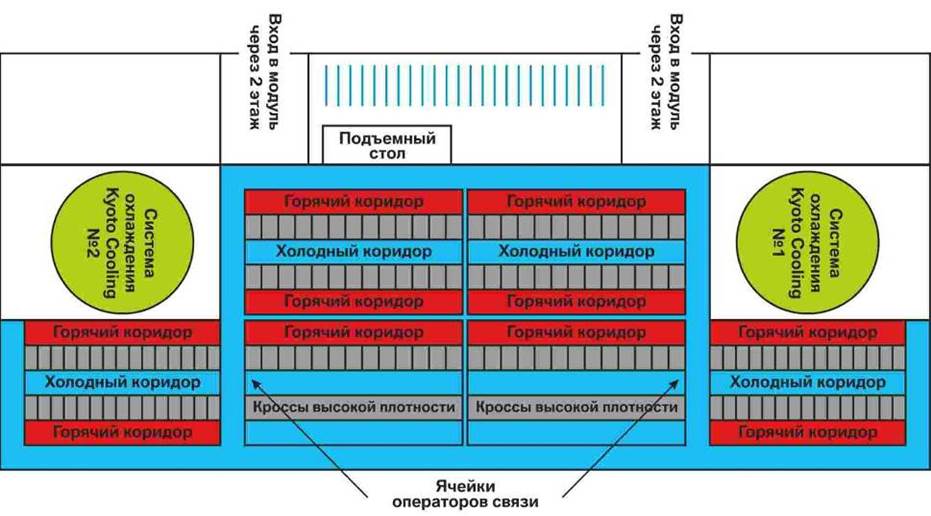 Вход в модуль
через 2 этаж
Вход в модуль
через 2 этаж
Подъемный
стол
Система
охлаждения
Kyoto Cooling
№2
Горячий коридор
Горячий коридор
Система
охлаждения
Kyoto Cooling
№1
Холодный коридор
Холодный коридор
Горячий коридор
Горячий коридор
Горячий коридор
Горячий коридор
Горячий коридор
Горячий коридор
Холодный коридор
Холодный коридор
Кроссы высокой плотности
Кроссы высокой плотности
Горячий коридор
Горячий коридор
Ячейки
операторов связи